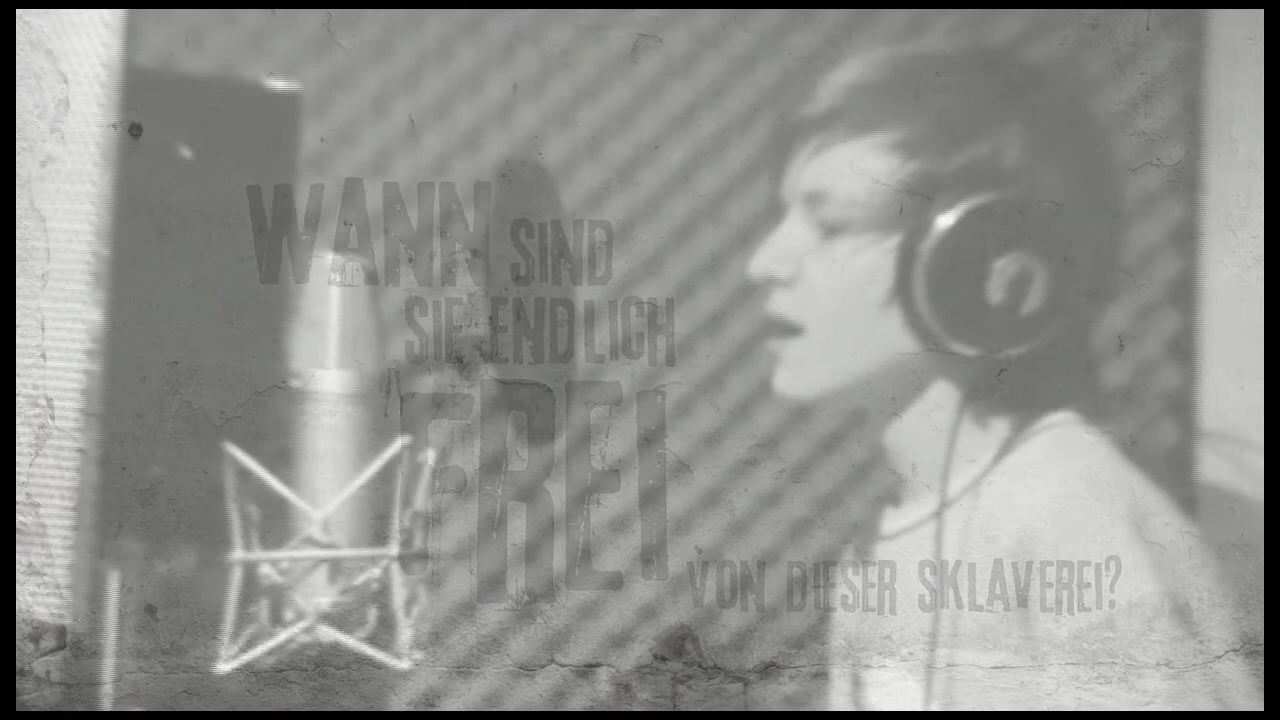 WANN SIND
SIE ENDLICH
FREI
VON DIESER SKLAVEREI?